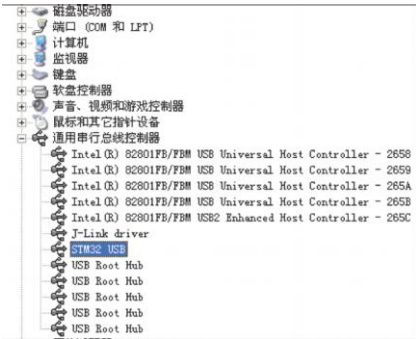 磁盘驱动器
端口 (COM 和 LPT)
计算机
监视器
键盘
软盘控制器
声音、视频和游戏控制器
鼠标和其它指针设备
通用串行总线控制器
Intel(R) 82801FB/FBM USB Universal Host Controller - 2658
Intel(R) 82801FB/FBM USB Universal Host Controller - 2659
Intel(R) 82801FB/FBM USB Universal Host Controller - 265A
Intel(R) 82801FB/FBM USB Universal Host Controller - 265B
Intel(R) 82801FB/FBM USB2 Enhanced Host Controller - 265C
J-Link driver
STM32 USB
USB Root Hub
USB Root Hub
USB Root Hub
USB Root Hub
USB Root Hub